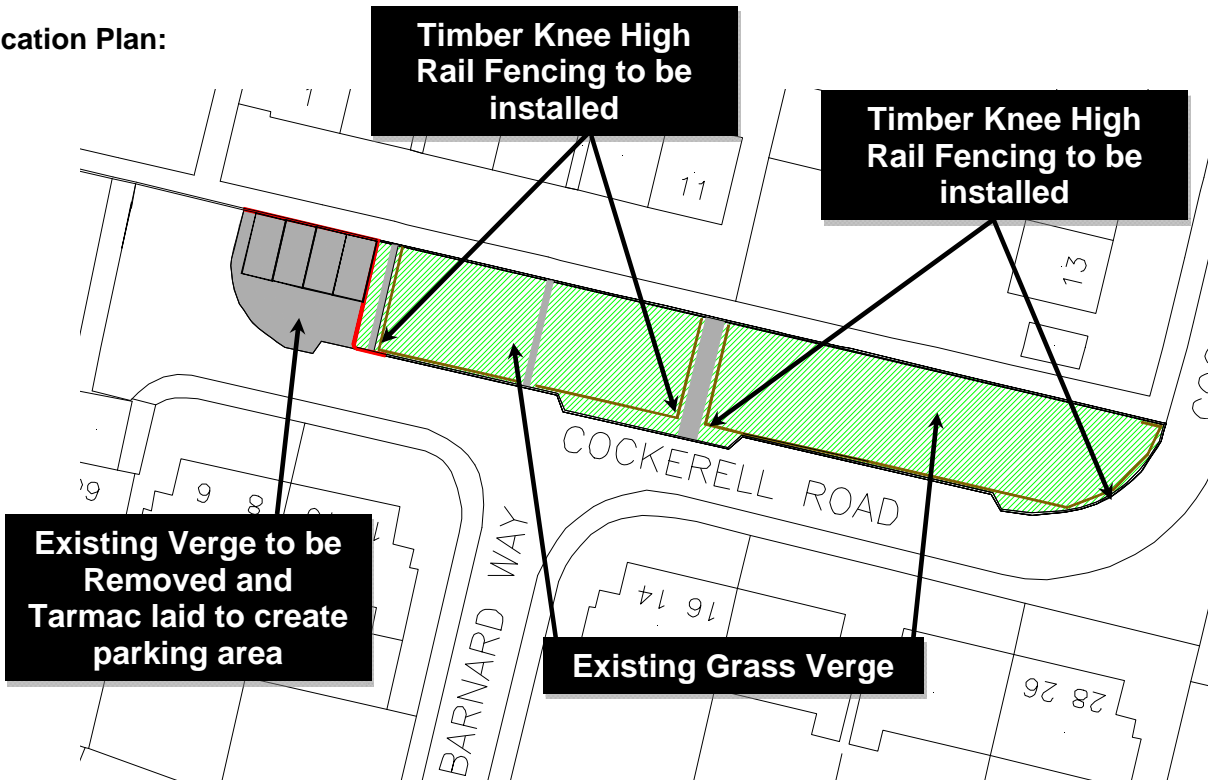 cation Plan:
Timber Knee High
Rail Fencing to be
installed
Timber Knee High
Rail Fencing to be
installed
1
11
13
COCKERELL ROAD
BARNARD WAY
6
8
16 14
28 26
Existing Verge to be
Removed and
Tarmac laid to create
parking area
Existing Grass Verge